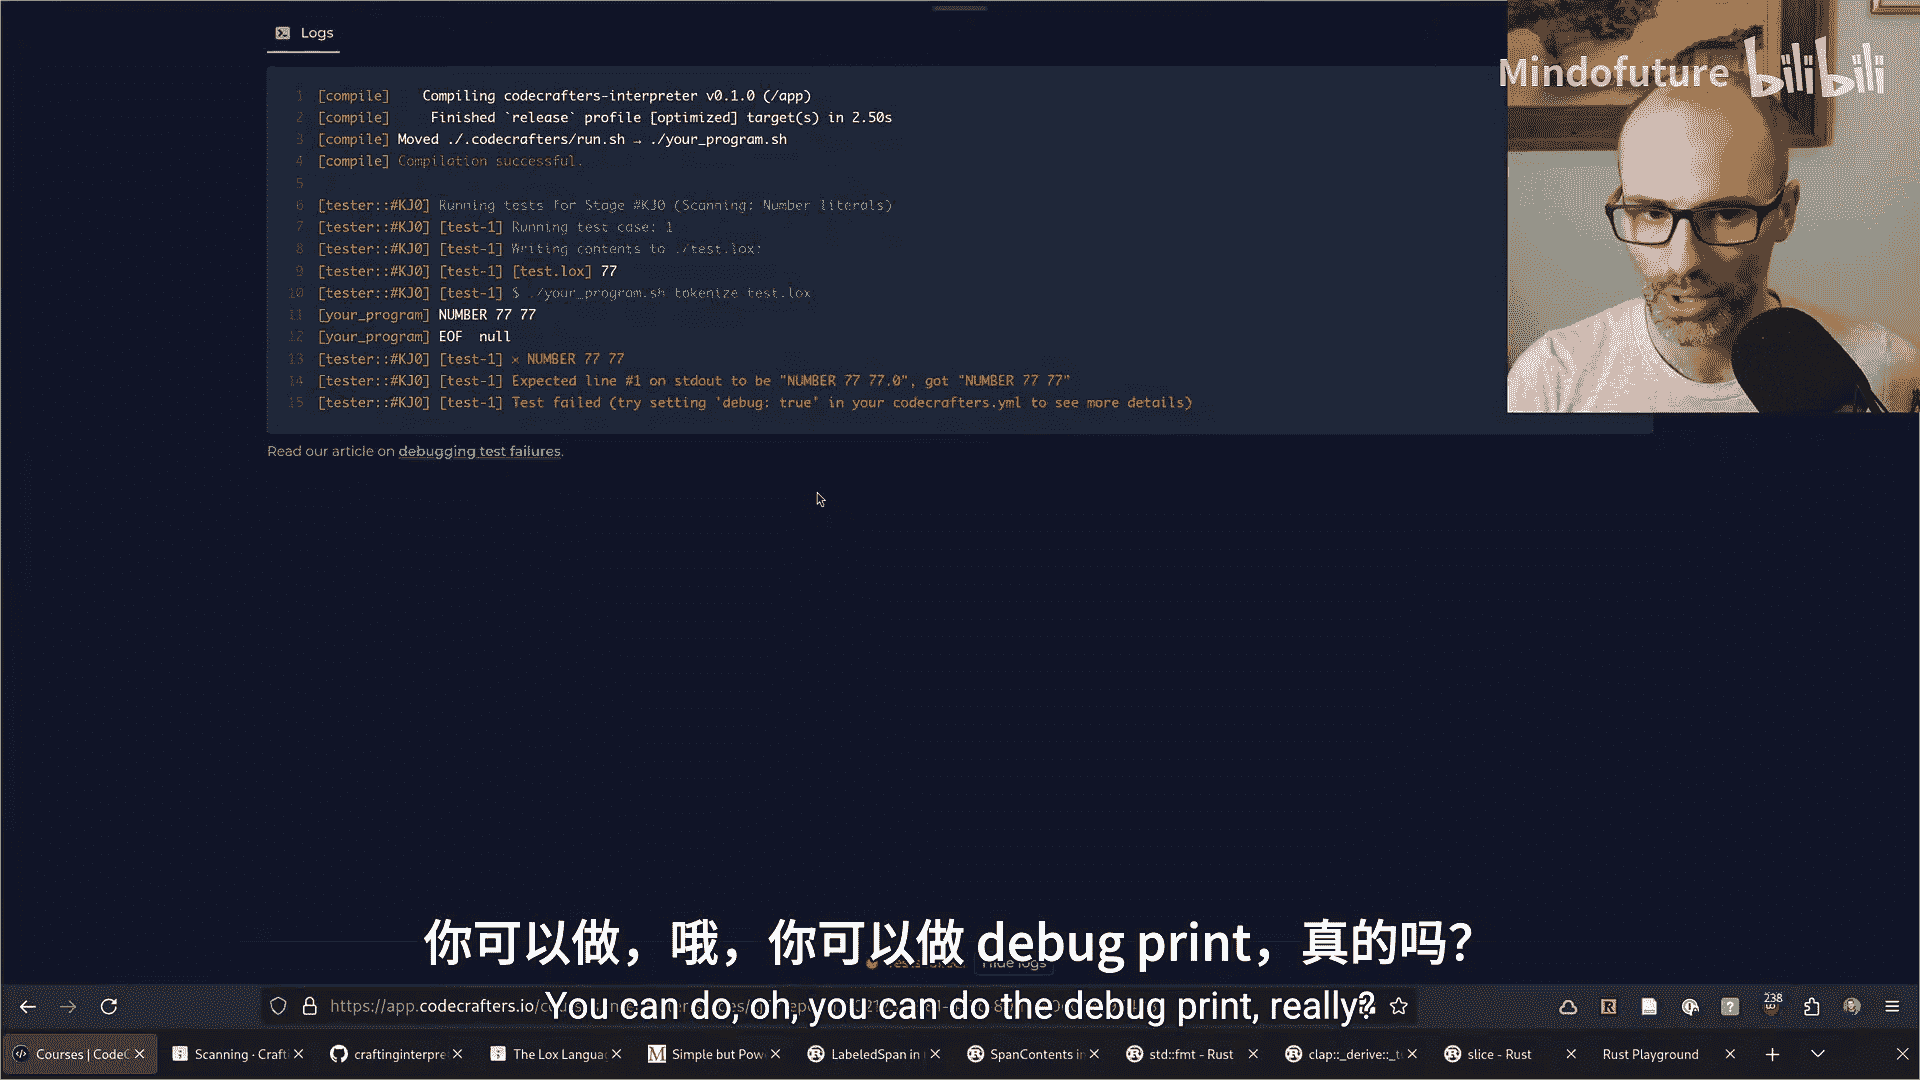 Logs
Mindofuture bilibili
1 [compile] Compiling codecrafters-interpreter v0.1.0 (/app)
2 [compile] Finished `release` profile [optimized] target(s) in 2.50s
3 [compile] Moved ./.codecrafters/run.sh → ./your_program.sh
4 [compile] Compilation successful.
5
6 [tester::#KJ0] Running tests for Stage #KJ0 (Scanning: Number literals)
7 [tester::#KJ0] [test-1] Running test case: 1
8 [tester::#KJ0] [test-1] Writing contents to ./test.lox:
9 [tester::#KJ0] [test-1] [test.lox] 77
10 [tester::#KJ0] [test-1] $ ./your_program.sh tokenize test.lox
11 [your_program] NUMBER 77 77
12 [your_program] EOF  null
13 [tester::#KJ0] [test-1] × NUMBER 77 77
14 [tester::#KJ0] [test-1] Expected line #1 on stdout to be "NUMBER 77 77.0", got "NUMBER 77 77"
15 [tester::#KJ0] [test-1] Test failed (try setting 'debug: true' in your codecrafters.yml to see more details)
Read our article on debugging test failures.
你可以做，哦，你可以做 debug print，真的吗？
Hide logs
https://app.codecrafters.io/
You can do, oh, you can do the debug print, really?
238
Courses | Code
Scanning · Craft
craftinginterpre
The Lox Langua
Simple but Pow
LabeledSpan in
SpanContents i
std::fmt - Rust
clap::_derive::_t
slice - Rust
Rust Playground